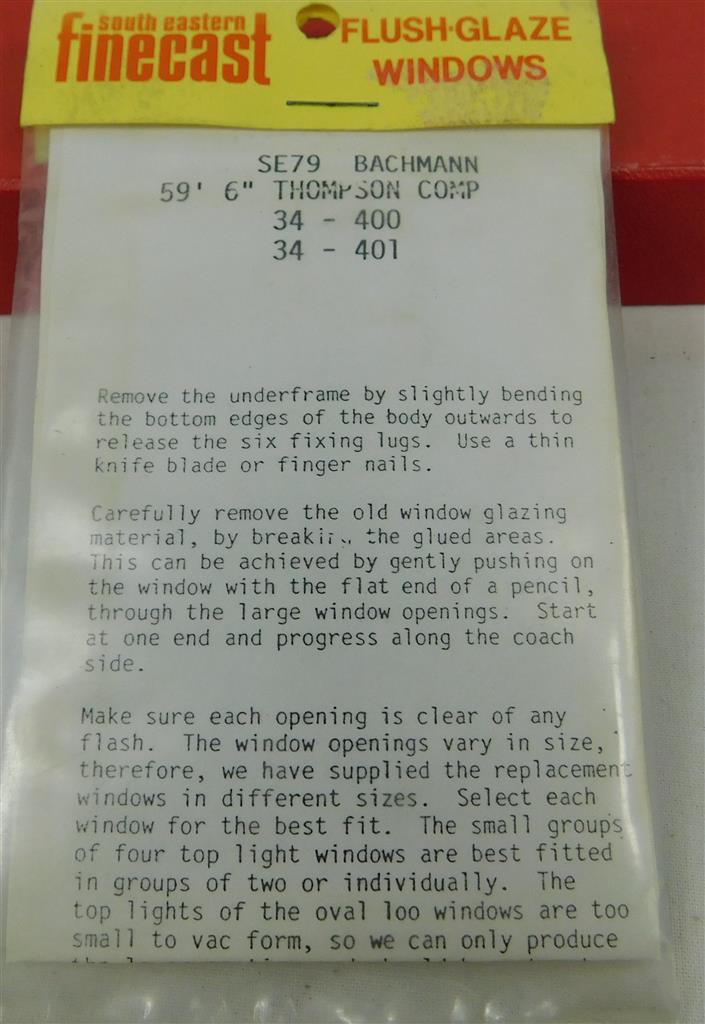 south eastern
finecast
FLUSH-GLAZE
WINDOWS
SE79 BACHMANN
59' 6" THOMPSON COMP
34 - 400
34 - 401
Remove the underframe by slightly bending
the bottom edges of the body outwards to
release the six fixing lugs. Use a thin
knife blade or finger nails.
Carefully remove the old window glazing
material, by the glued areas.
This can be achieved by gently pushing on
the window with the flat end of a pencil,
through the large window openings. Start
at one end and progress along the coach
side.
Make sure each opening is clear of any
flash. The window openings vary in size,
therefore, we have supplied the replacement
windows in different sizes. Select each
window for the best fit. The small groups
of four top light windows are best fitted
in groups of two or individually. The
top lights of the oval loo windows are too
small to vac form, so we can only produce